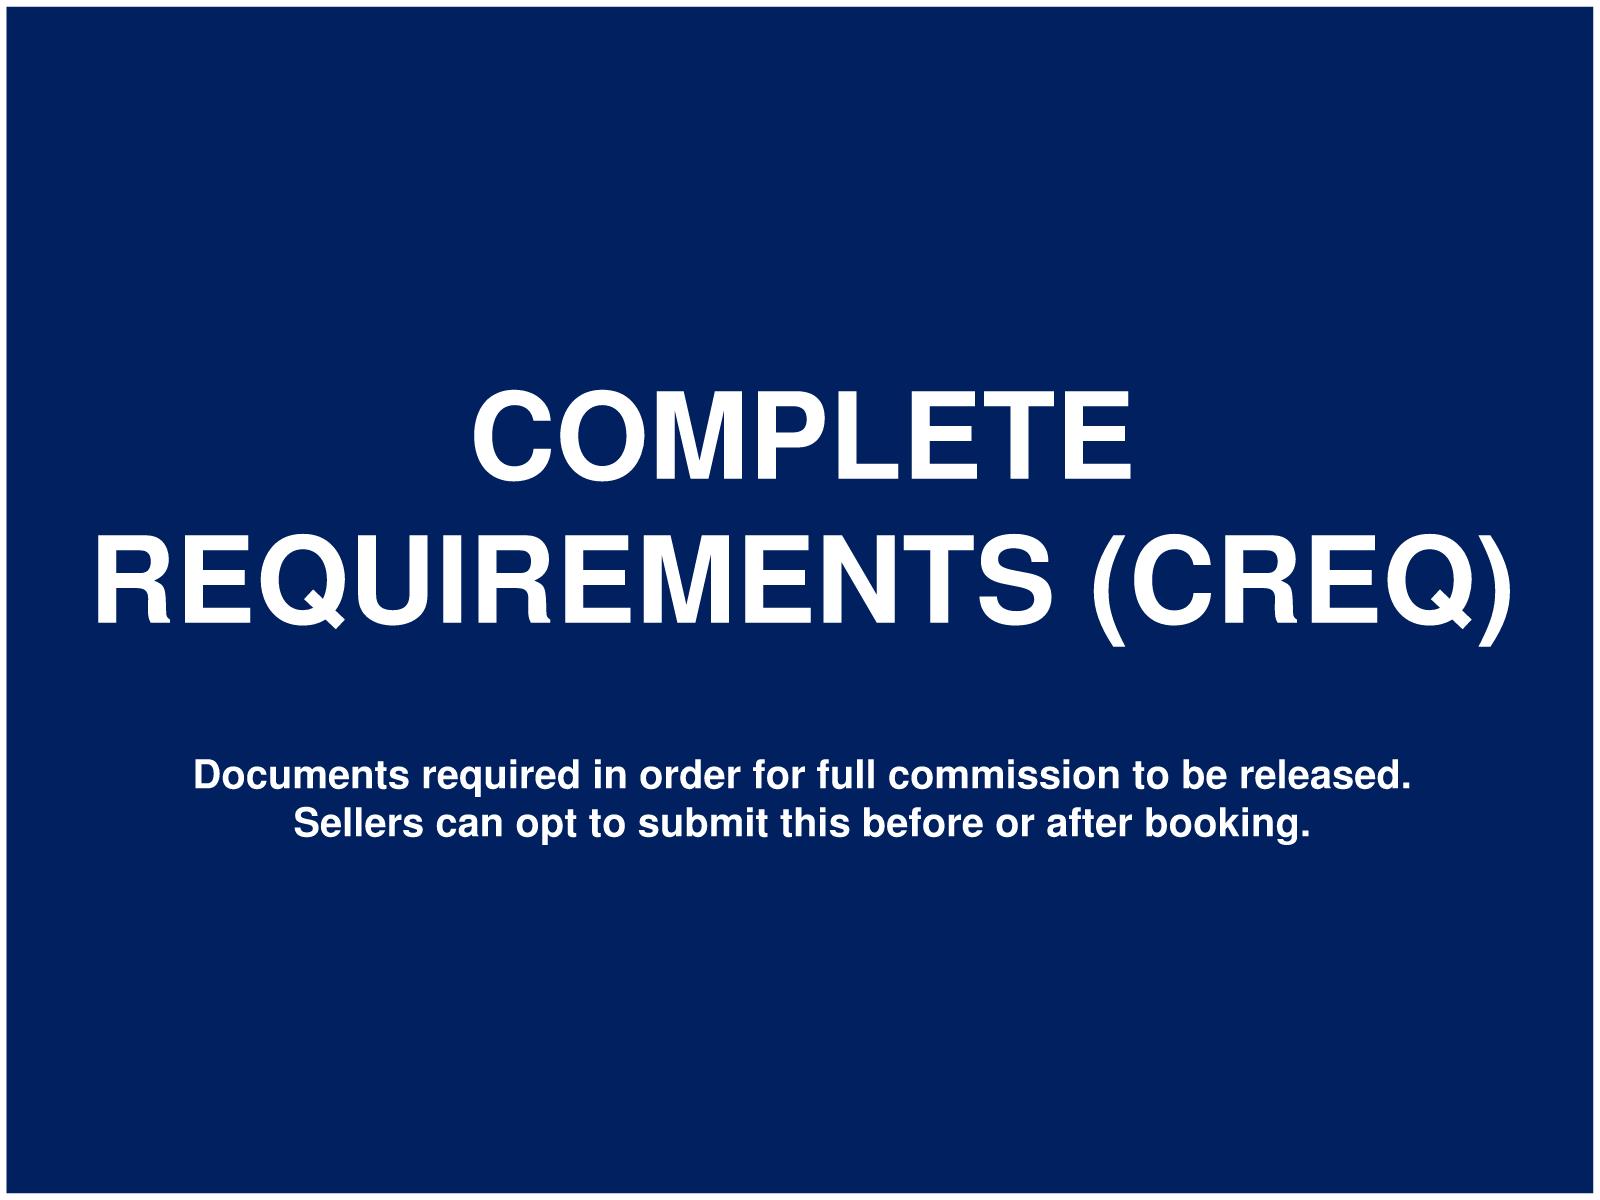 COMPLETE
REQUIREMENTS (CREQ)
Documents required in order for full commission to be released.
Sellers can opt to submit this before or after booking.